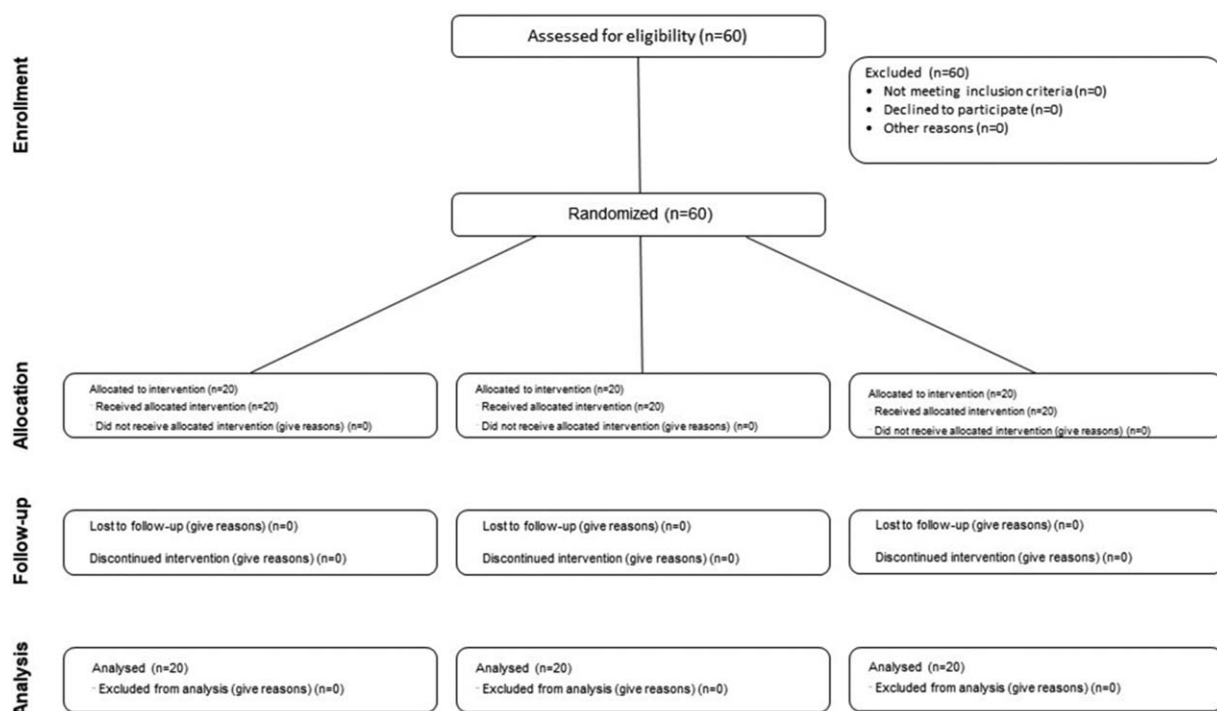 Enrollment
Assessed for eligibility (n=60)
Excluded (n=60)
• Not meeting inclusion criteria (n=0)
• Declined to participate (n=0)
• Other reasons (n=0)
Randomized (n=60)
Allocation
Allocated to intervention (n=20)
- Received allocated intervention (n=20)
- Did not receive allocated intervention (give reasons) (n=0)
Allocated to intervention (n=20)
- Received allocated intervention (n=20)
- Did not receive allocated intervention (give reasons) (n=0)
Allocated to intervention (n=20)
- Received allocated intervention (n=20)
- Did not receive allocated intervention (give reasons) (n=0)
Follow-up
Lost to follow-up (give reasons) (n=0)
Discontinued intervention (give reasons) (n=0)
Lost to follow-up (give reasons) (n=0)
Discontinued intervention (give reasons) (n=0)
Lost to follow-up (give reasons) (n=0)
Discontinued intervention (give reasons) (n=0)
Analysis
Analysed (n=20)
- Excluded from analysis (give reasons) (n=0)
Analysed (n=20)
- Excluded from analysis (give reasons) (n=0)
Analysed (n=20)
- Excluded from analysis (give reasons) (n=0)